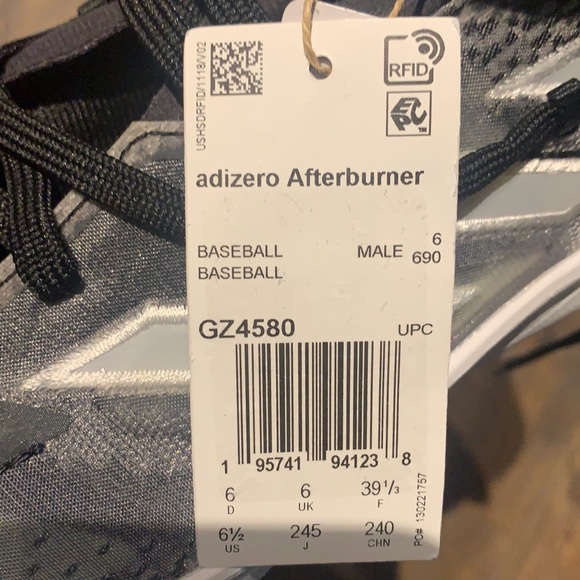 USHSDRFID/1118/V02
RFID
EPC™
adizero Afterburner
BASEBALL MALE 6
BASEBALL 690
GZ4580 UPC
1 95741 94123 8
6 6 39 1/3
D UK F
6½ 245 240
US J CHN
PO# 130221757